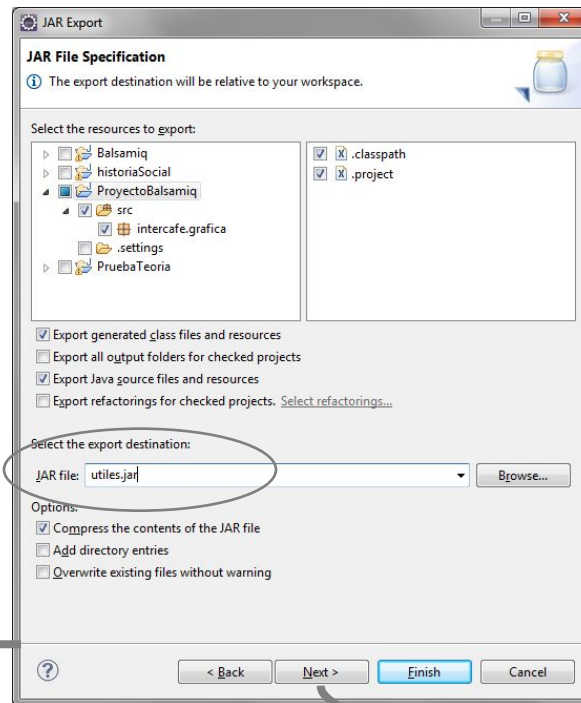 JAR Export
JAR File Specification
The export destination will be relative to your workspace.
Select the resources to export:
Balsamiq
historiaSocial
ProyectoBalsamiq
src
intercafe.grafica
.settings
PruebaTeoria
.classpath
.project
Export generated class files and resources
Export all output folders for checked projects
Export Java source files and resources
Export refactorings for checked projects. Select refactorings...
Select the export destination:
JAR file: utiles.jar Browse...
Options:
Compress the contents of the JAR file
Add directory entries
Overwrite existing files without warning
? < Back Next > Finish Cancel